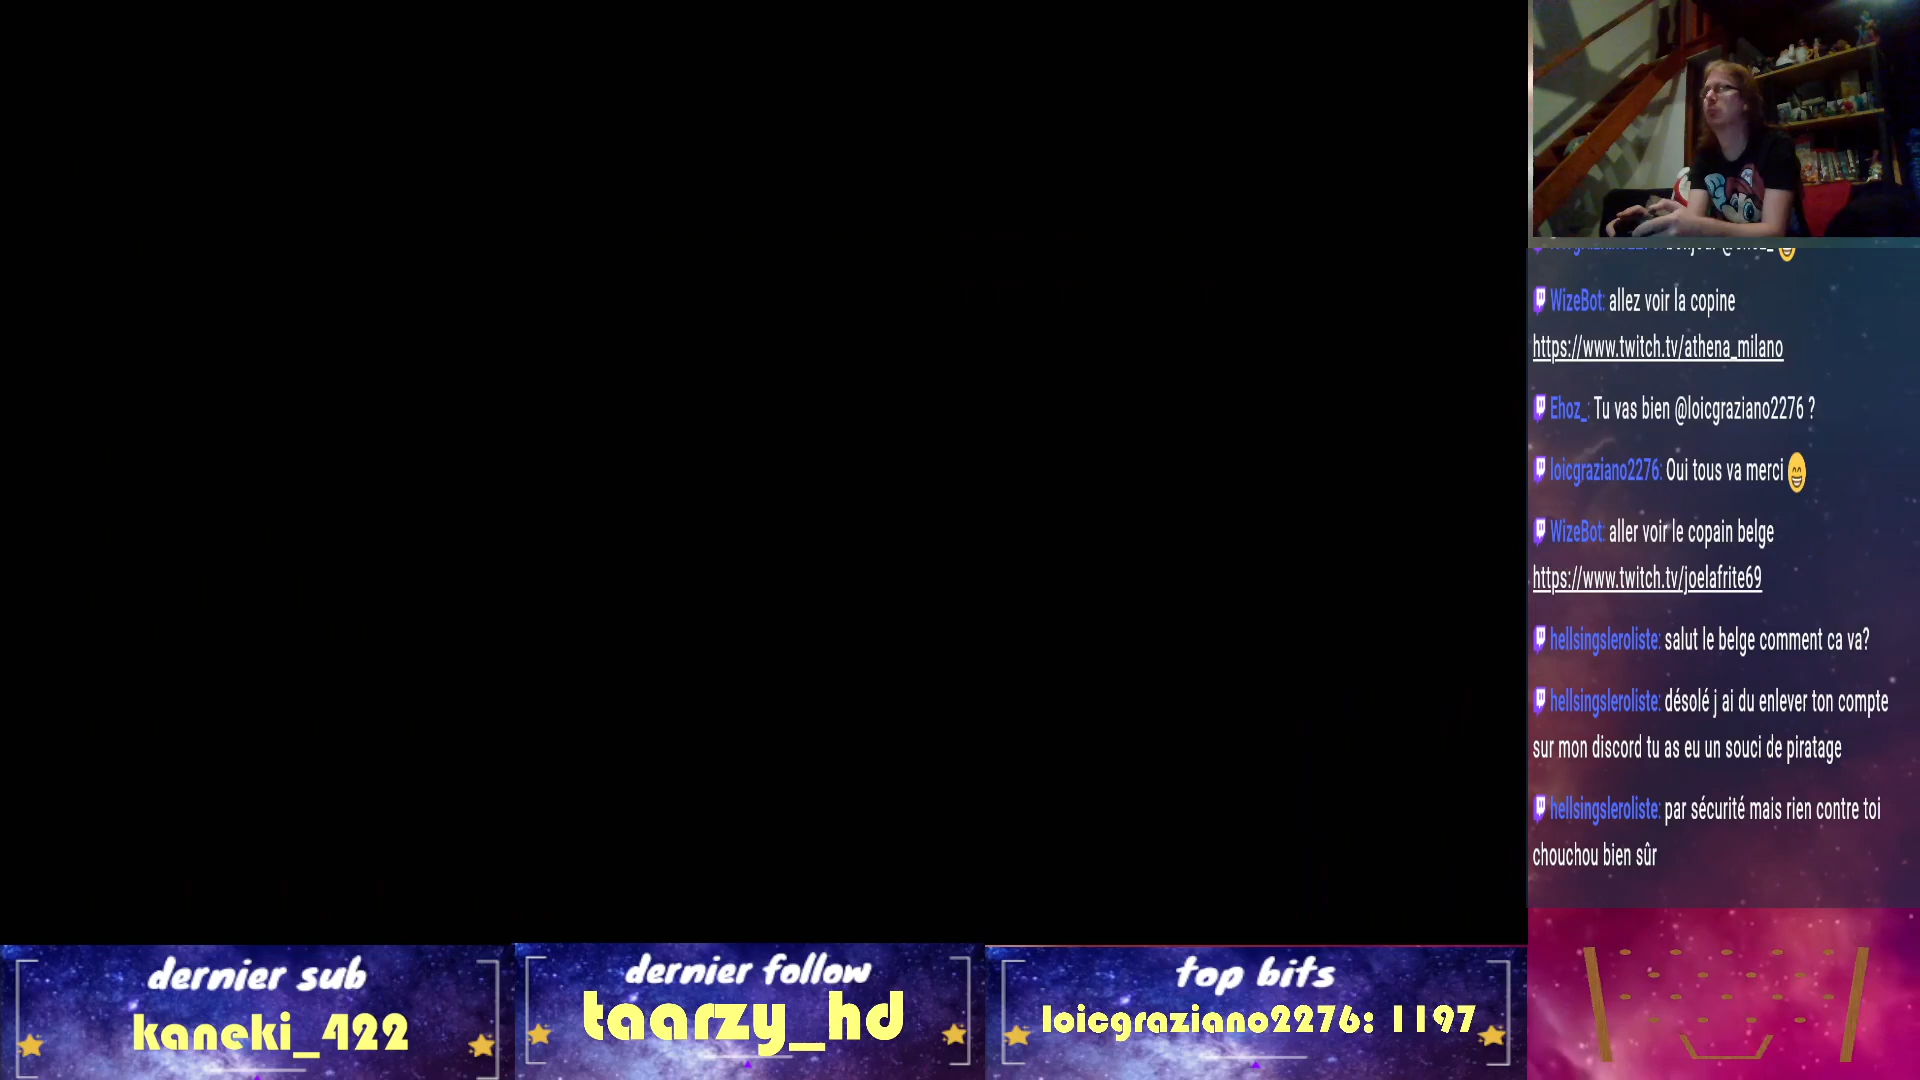 WizeBot: allez voir la copine
https://www.twitch.tv/athena_milano
Ehoz_: Tu vas bien @loicgraziano2276 ?
loicgraziano2276: Oui tous va merci 😁
WizeBot: aller voir le copain belge
https://www.twitch.tv/joelafrite69
hellsingsleroliste: salut le belge comment ca va?
hellsingsleroliste: désolé j ai du enlever ton compte
sur mon discord tu as eu un souci de piratage
hellsingsleroliste: par sécurité mais rien contre toi
chouchou bien sûr
dernier sub
kaneki_422
dernier follow
taarzy_hd
top bits
loicgraziano2276: 1197